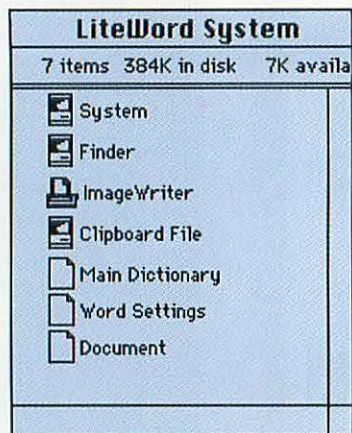 LiteWord System
7 items 384K in disk 7K availa
System
Finder
ImageWriter
Clipboard File
Main Dictionary
Word Settings
Document